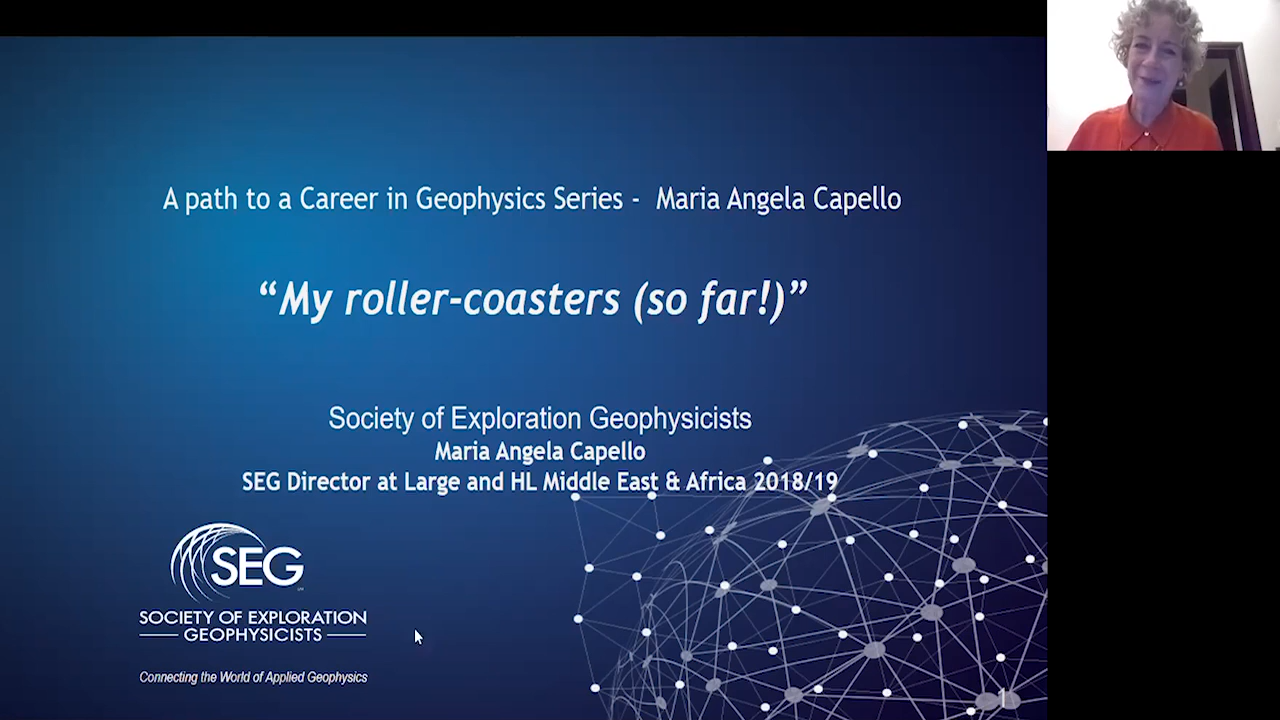 A path to a Career in Geophysics Series - Maria Angela Capello
“My roller-coasters (so far!)”
Society of Exploration Geophysicists
Maria Angela Capello
SEG Director at Large and HL Middle East & Africa 2018/19
SEG
SOCIETY OF EXPLORATION
GEOPHYSICISTS
Connecting the World of Applied Geophysics
1